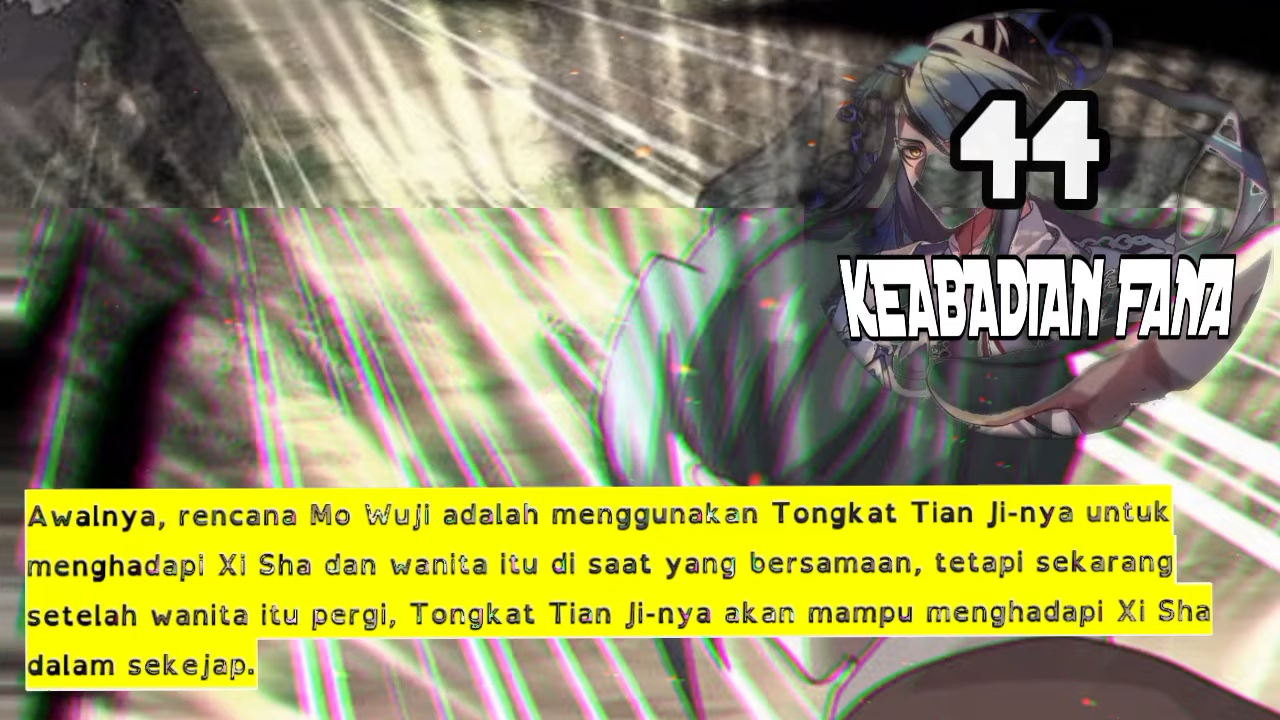 44
KEABADIAN FANA
Awalnya, rencana Mo Wuji adalah menggunakan Tongkat Tian Ji-nya untuk
menghadapi Xi Sha dan wanita itu di saat yang bersamaan, tetapi sekarang
setelah wanita itu pergi, Tongkat Tian Ji-nya akan mampu menghadapi Xi Sha
dalam sekejap.